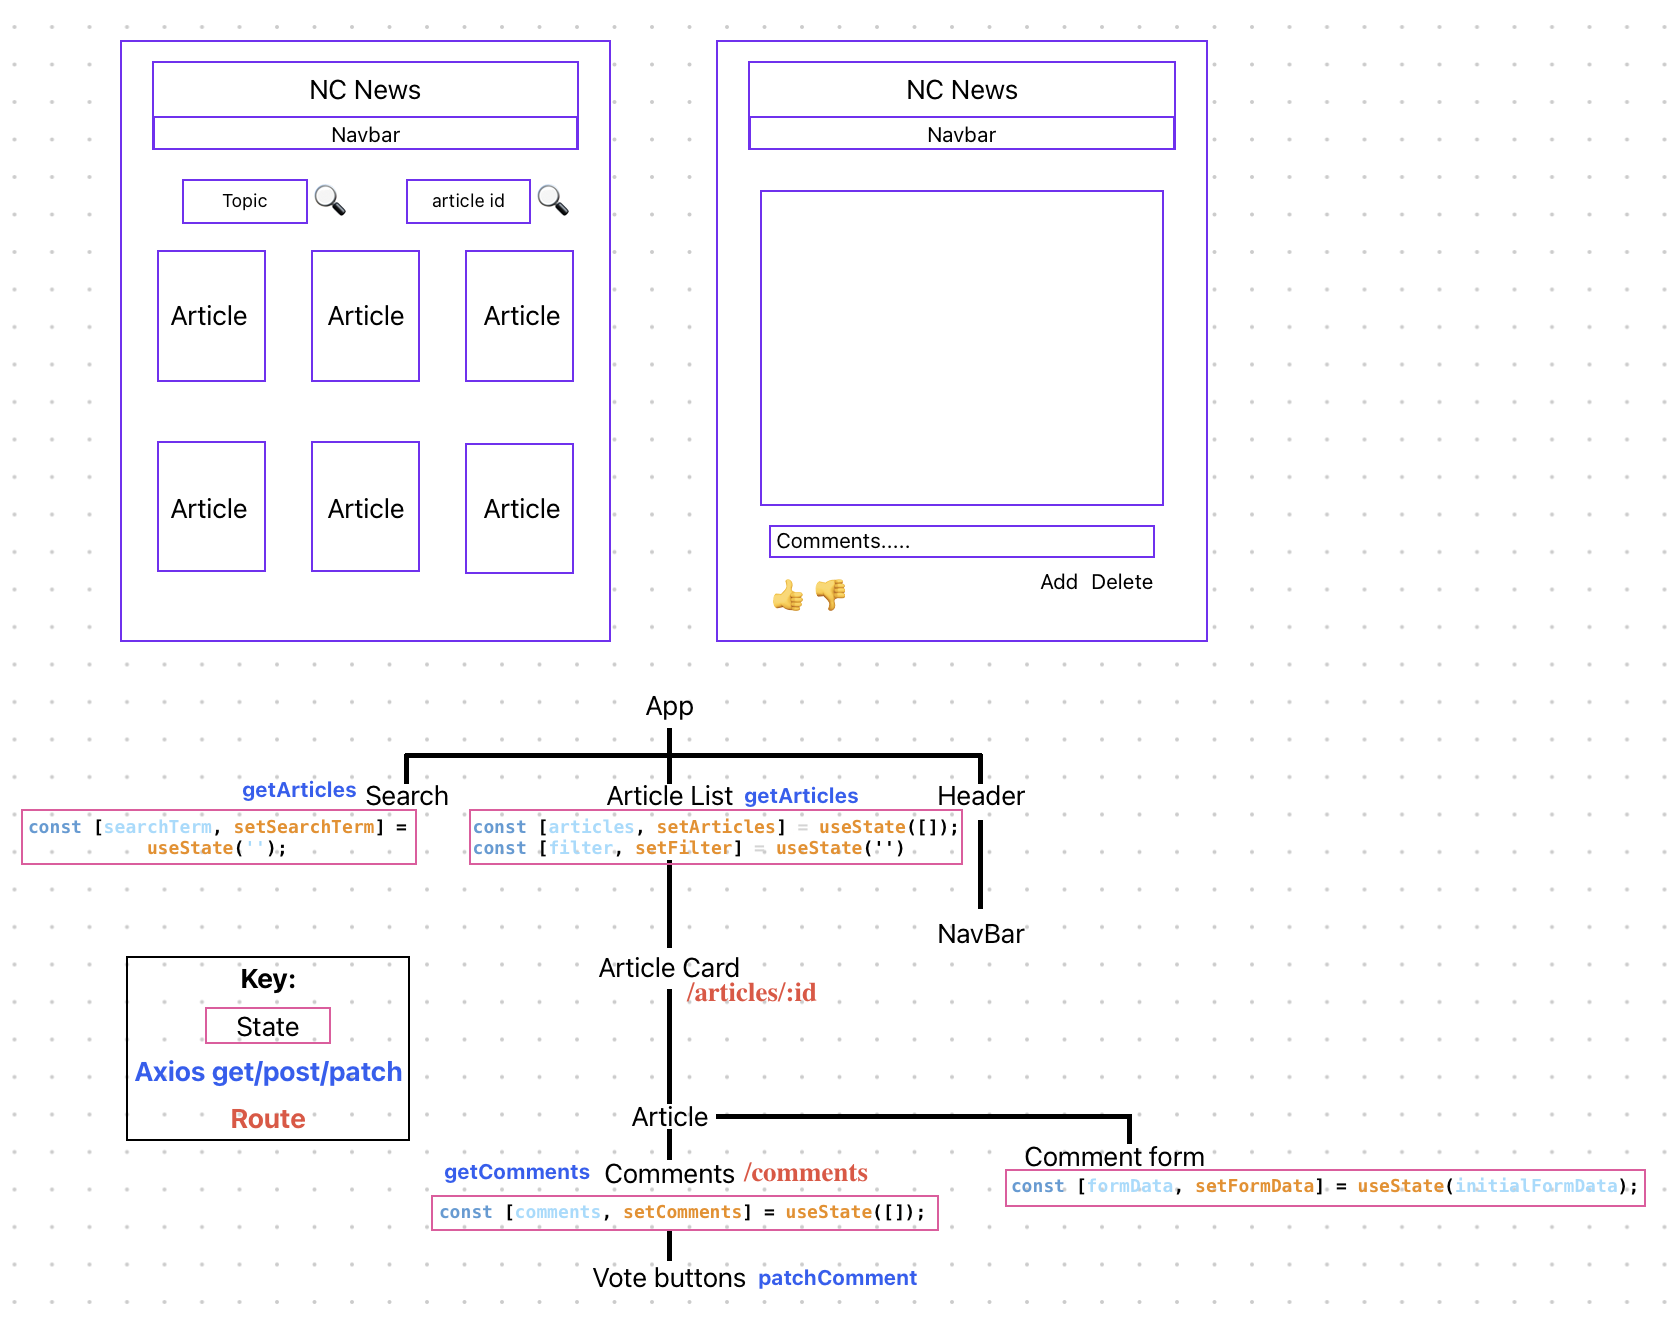 NC News
Navbar
Topic
article id
Article
Article
Article
Article
Article
Article
NC News
Navbar
Comments.....
Add
Delete
App
getArticles
Search
const [searchTerm, setSearchTerm] =
useState('');
Article List
getArticles
const [articles, setArticles] = useState([]);
const [filter, setFilter] = useState('')
Header
NavBar
Article Card
/articles/:id
Key:
State
Axios get/post/patch
Route
Article
getComments
Comments
/comments
const [comments, setComments] = useState([]);
Comment form
const [formData, setFormData] = useState(initialFormData);
Vote buttons
patchComment